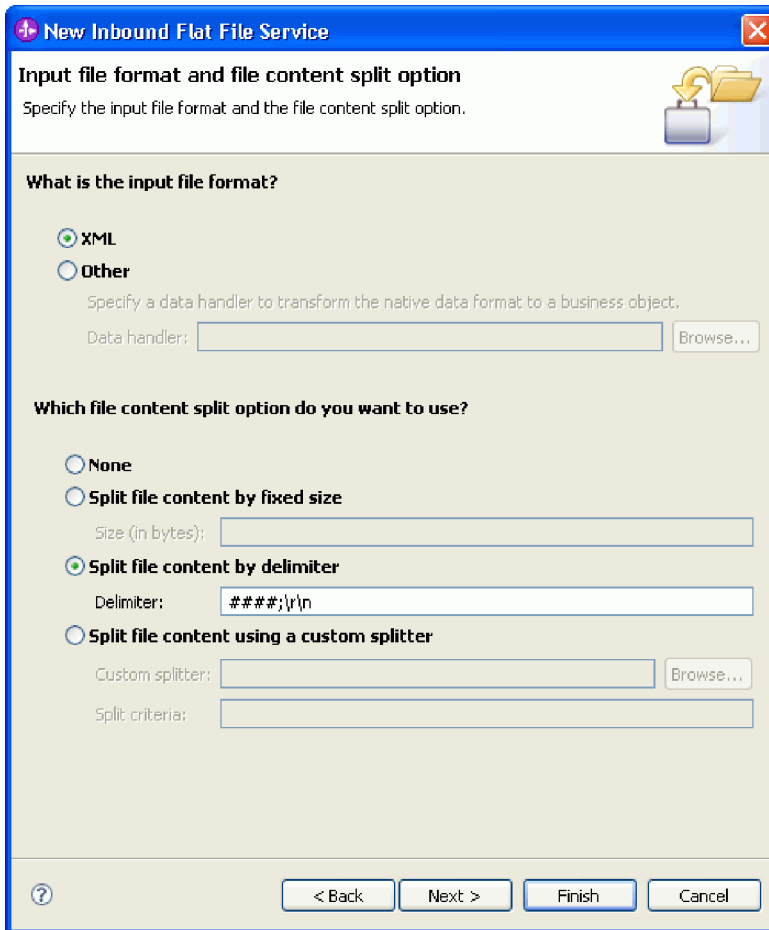 New Inbound Flat File Service
Input file format and file content split option
Specify the input file format and the file content split option.
What is the input file format?
XML
Other
Specify a data handler to transform the native data format to a business object.
Data handler: Browse...
Which file content split option do you want to use?
None
Split file content by fixed size
Size (in bytes):
Split file content by delimiter
Delimiter: ####;\r\n
Split file content using a custom splitter
Custom splitter: Browse...
Split criteria:
? < Back Next > Finish Cancel